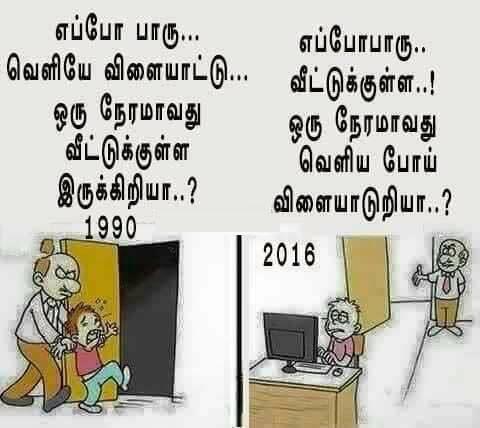 எப்போ பாரு...
வெளியே விளையாட்டு...
ஒரு நேரமாவது
வீட்டுக்குள்ள
இருக்கிறியா..?
1990
எப்போபாரு..
வீட்டுக்குள்ள..!
ஒரு நேரமாவது
வெளிய போய்
விளையாடுறியா..?
2016